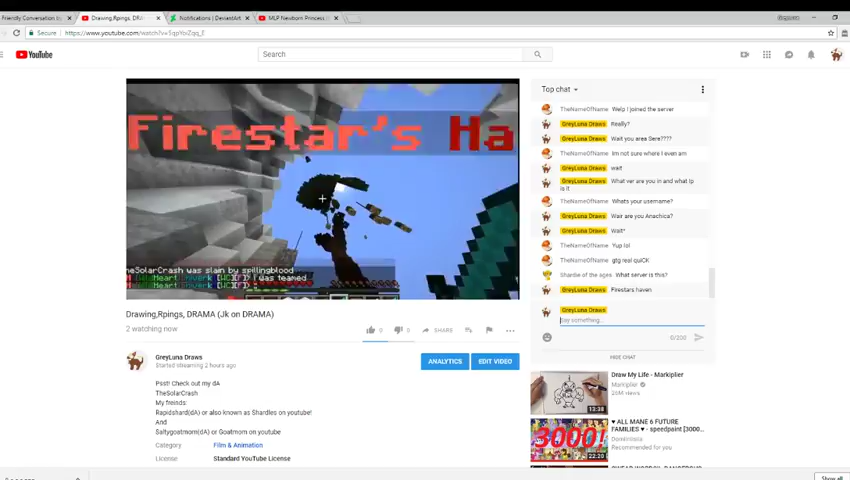 Friendly Conversation b
Drawing,Rpings, DRA
Notifications | DeviantArt
MLP Newborn Princess
Secure
https://www.youtube.com/watch?v=
YouTube
Search
Firestar's Ha
heSolarCrash was slain by spillingblood
I was teamed
Drawing,Rpings, DRAMA (Jk on DRAMA)
2 watching now
0
0
SHARE
GreyLuna Draws
Started streaming 2 hours ago
ANALYTICS
EDIT VIDEO
Psst! Check out my dA
TheSolarCrash
My freinds:
Rapidshard(dA) or also known as Shardles on youtube!
And
Saltygoatmom(dA) or Goatmom on youtube
Category
Film & Animation
License
Standard YouTube License
Top chat
TheNameOfName Welp I joined the server
GreyLuna Draws Really?
GreyLuna Draws Wait you area Sere????
TheNameOfName Im not sure where I even am
GreyLuna Draws wait
GreyLuna Draws What ver are you in and what Ip
is it
TheNameOfName Whats your username?
GreyLuna Draws Wair are you Anachica?
GreyLuna Draws Wait*
TheNameOfName Yup lol
TheNameOfName gtg real quiCK
Shanbe of the ages What server is this?
GreyLuna Draws Firestars haven
GreyLuna Draws
Say something...
0/200
HIDE CHAT
Draw My Life - Markiplier
Markiplier
26M views
13:38
♥ ALL MANE 6 FUTURE
FAMILIES ♥ - speedpaint [3000...
Recommended for you
3000!
22:20
Show all